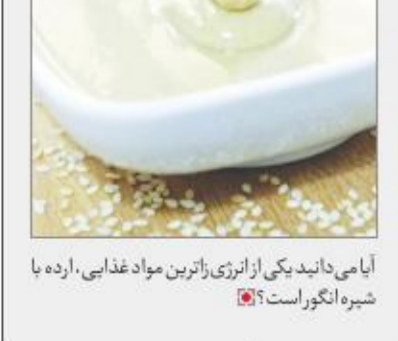 آیا می‌دانید یکی از انرژی‌زاترین مواد غذایی، ارده با
شیره انگور است؟